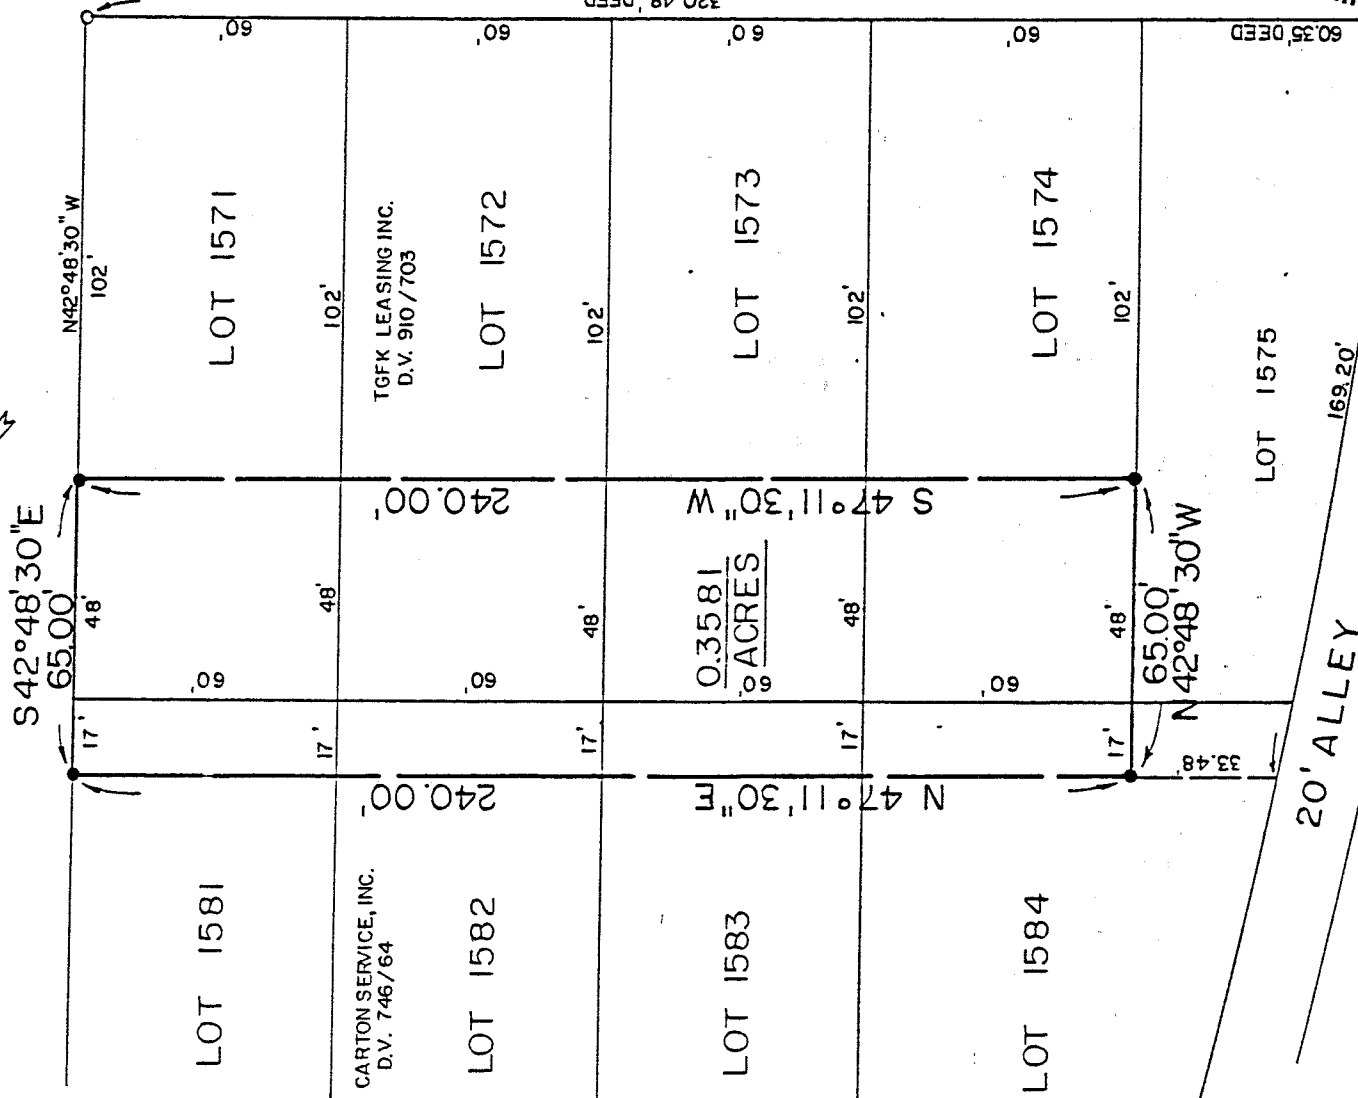 320.48' DEED
60'
60'
60'
60'
60.35' DEED
N42°48'30"W
102'
LOT 1571
102'
TGFK LEASING INC.
D.V. 910/703
LOT 1572
102'
LOT 1573
102'
LOT 1574
102'
LOT 1575
169.20'
S42°48'30"E
65.00'
48'
48'
48'
48'
48'
240.00'
S 47°11'30" W
0.3581
ACRES
65.00'
N 42°48'30"W
60'
60'
60'
60'
17'
17'
17'
17'
17'
33.48'
240.00'
N 47°11'30"E
20' ALLEY
LOT 1581
CARTON SERVICE, INC.
D.V. 746/64
LOT 1582
LOT 1583
LOT 1584